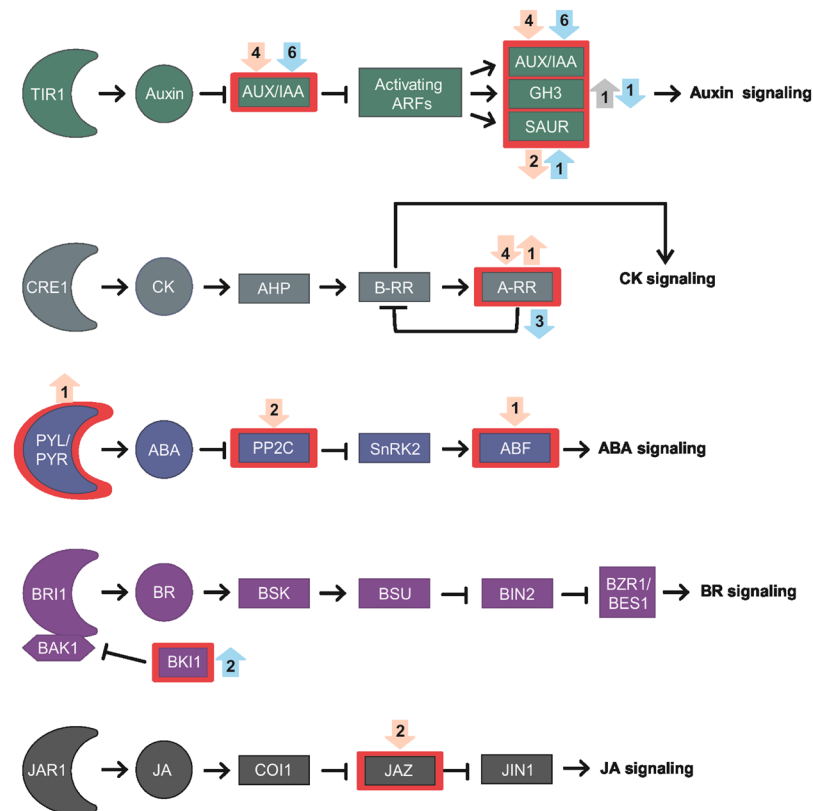 4 6 4 6
TIR1 Auxin AUX/IAA Activating ARFs AUX/IAA
GH3 1 1 Auxin signaling
SAUR
2 1
4 1
CRE1 CK AHP B-RR A-RR CK signaling
3
1 2 1
PYL/PYR ABA PP2C SnRK2 ABF ABA signaling
BRI1 BR BSK BSU BIN2 BZR1/BES1 BR signaling
BAK1 BKI1 2
2
JAR1 JA COI1 JAZ JIN1 JA signaling